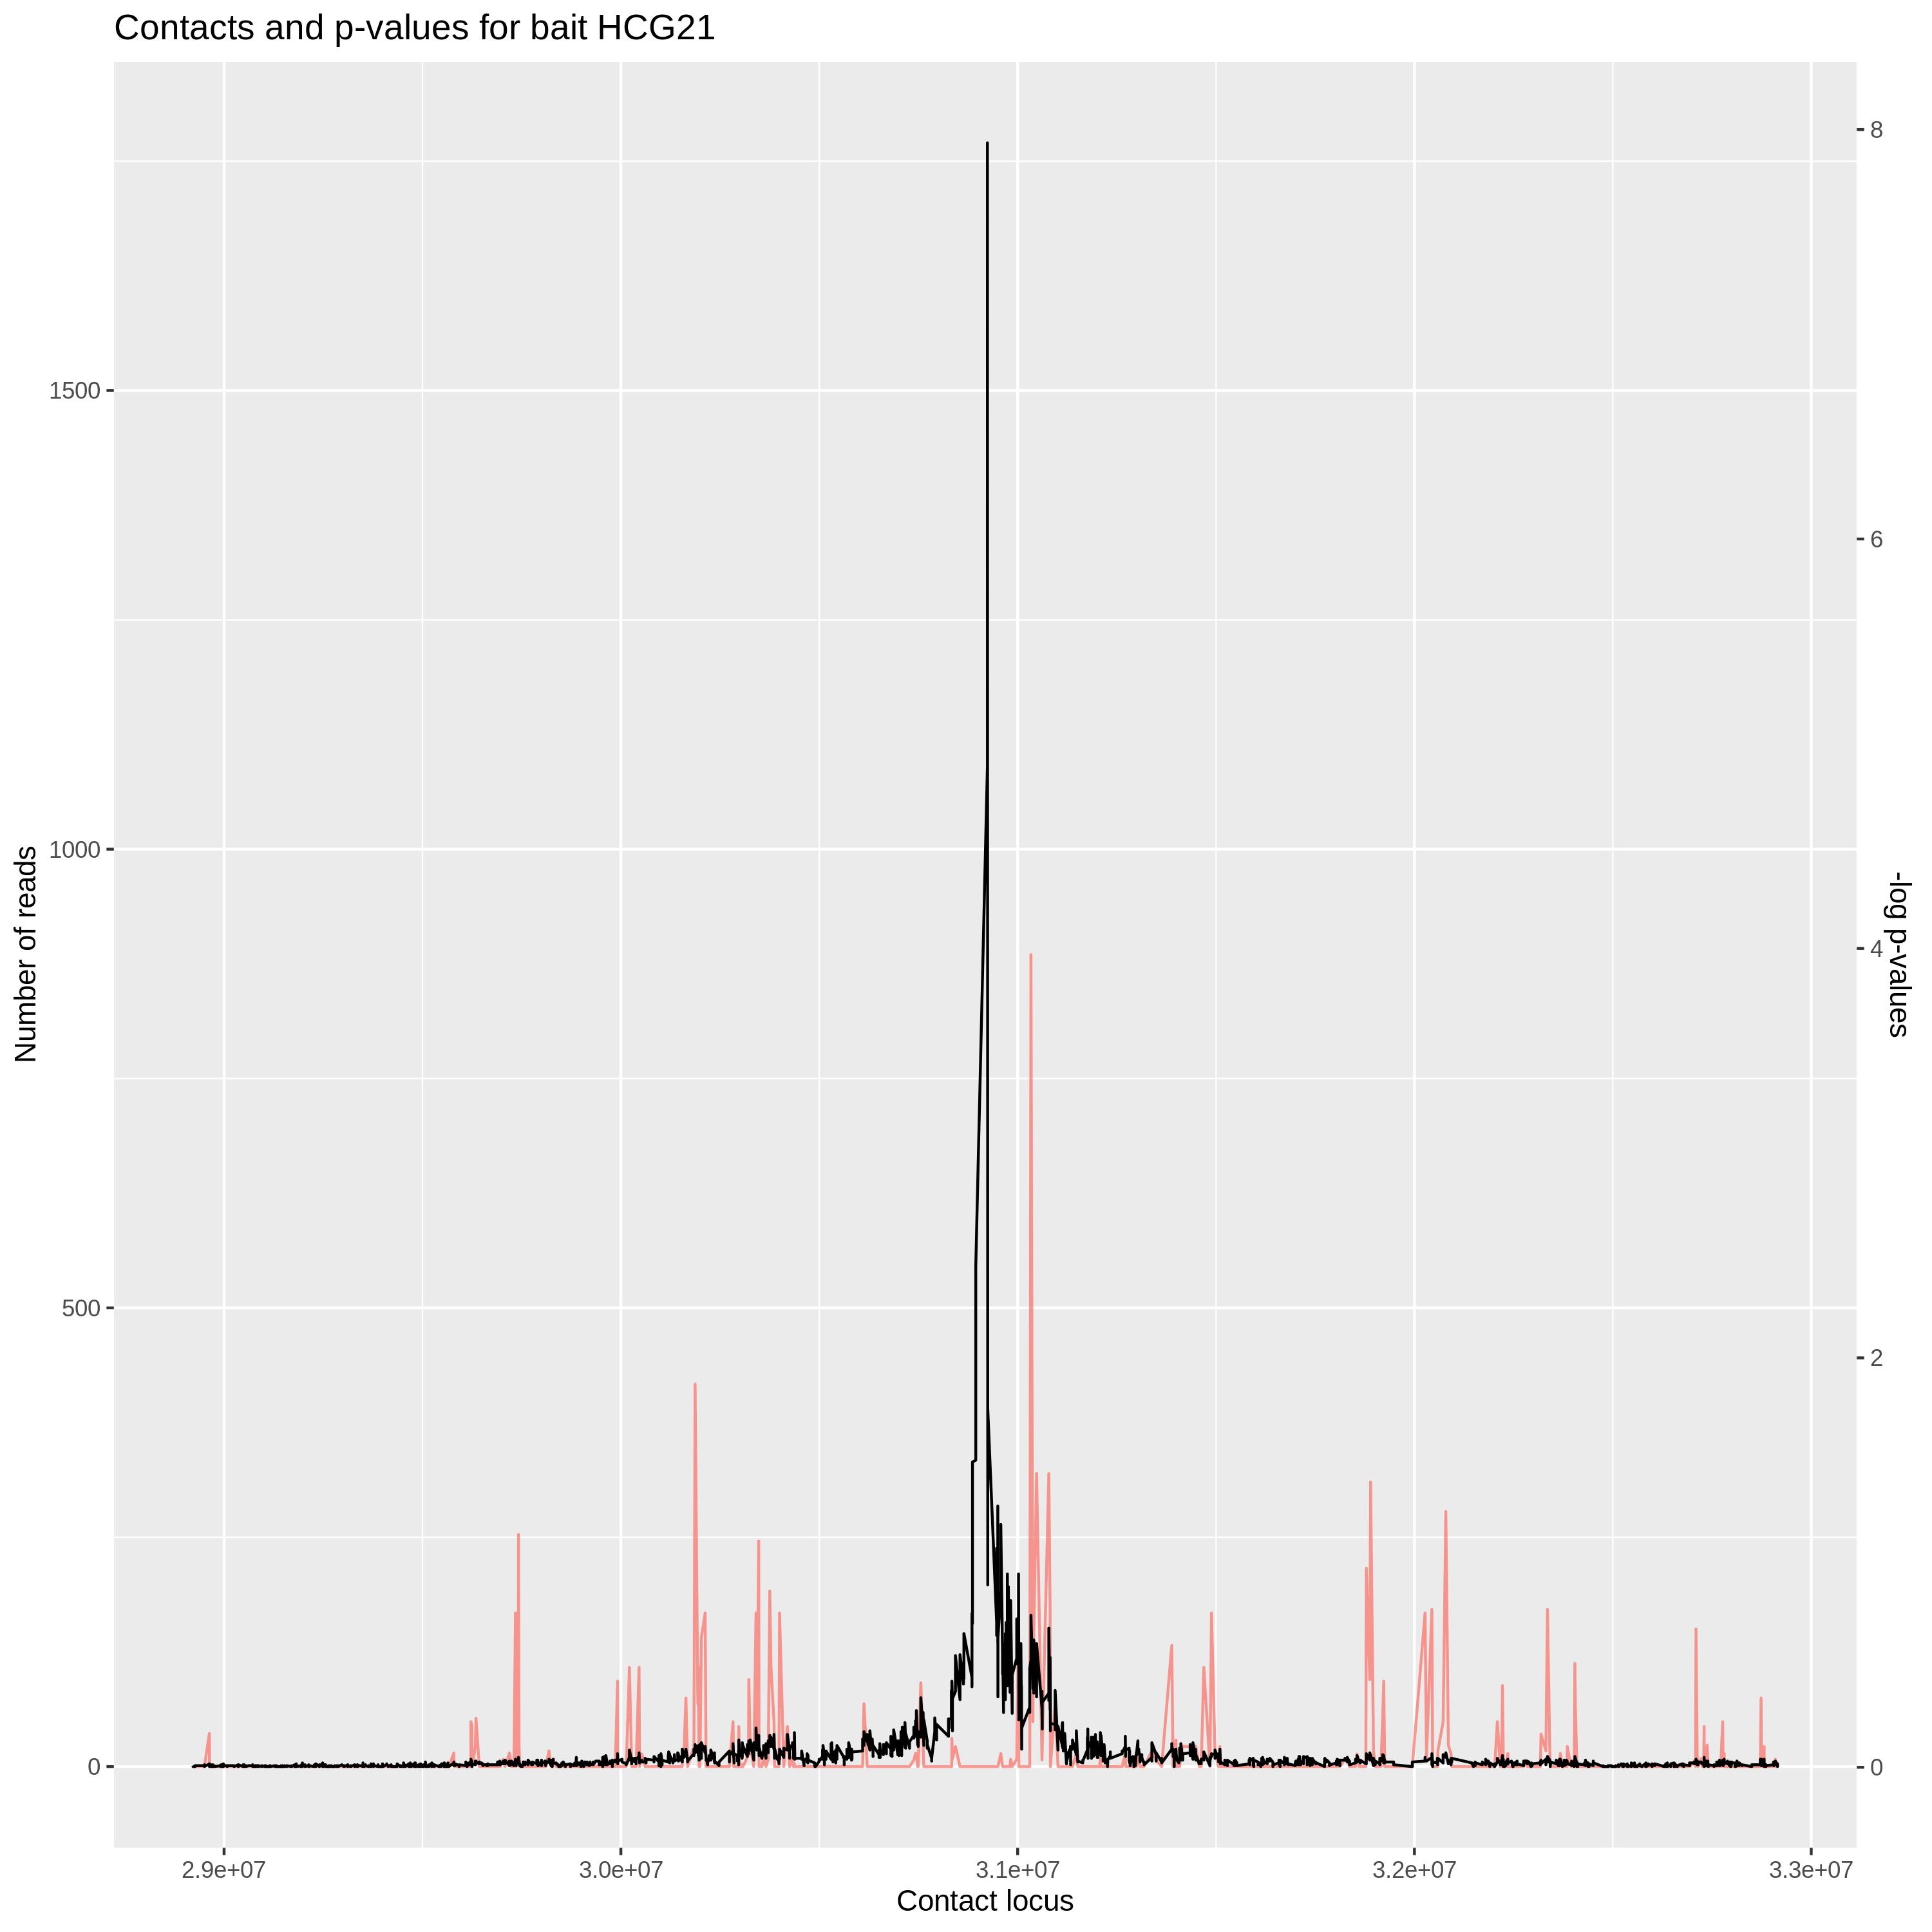 Contacts and p-values for bait HCG21
Number of reads
1500
1000
500
0
8
6
4
2
0
-log p-values
2.9e+07
3.0e+07
3.1e+07
3.2e+07
3.3e+07
Contact locus